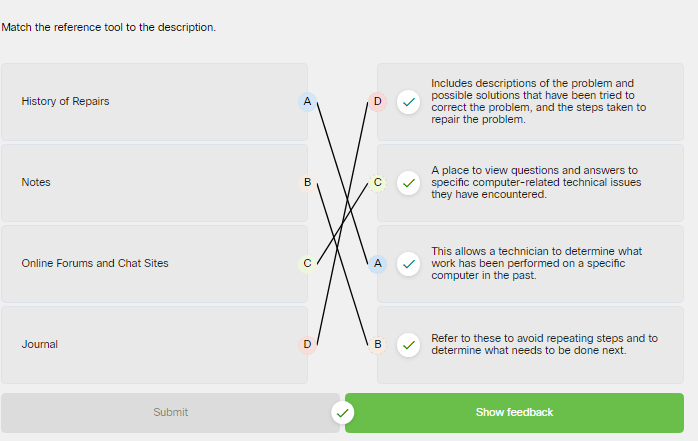 Match the reference tool to the description.
History of Repairs
A
D
Includes descriptions of the problem and
possible solutions that have been tried to
correct the problem, and the steps taken to
repair the problem.
Notes
B
C
A place to view questions and answers to
specific computer-related technical issues
they have encountered.
Online Forums and Chat Sites
C
A
This allows a technician to determine what
work has been performed on a specific
computer in the past.
Journal
D
B
Refer to these to avoid repeating steps and to
determine what needs to be done next.
Submit
Show feedback